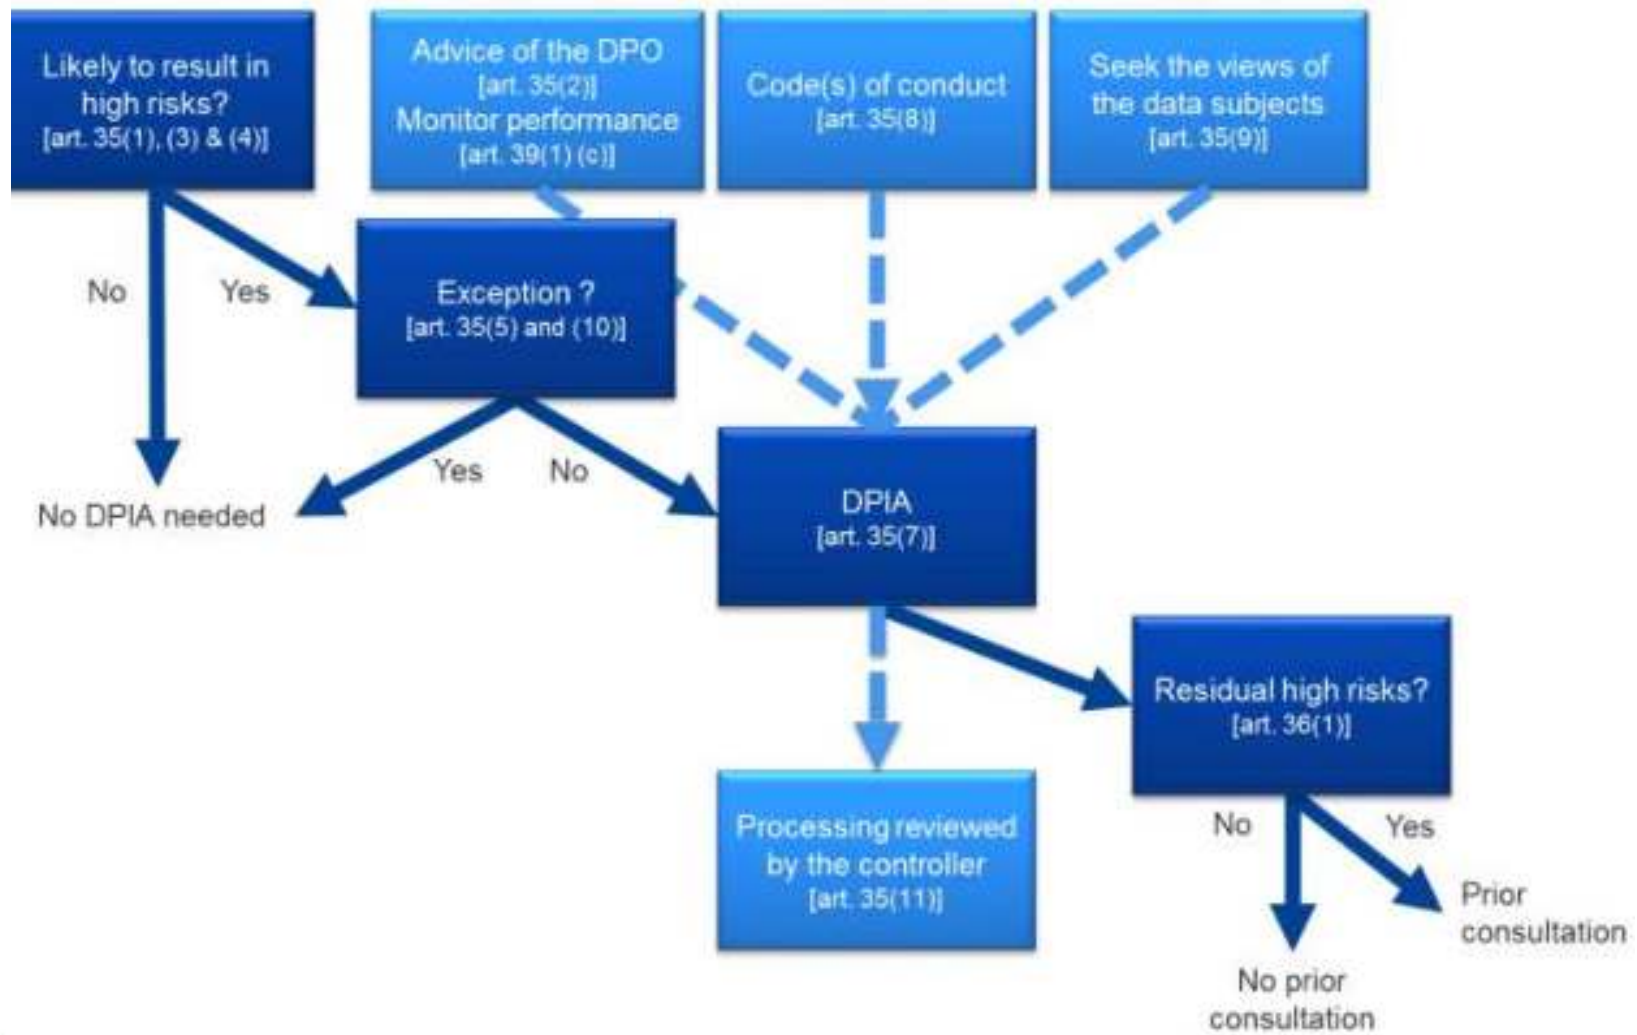 Likely to result in
high risks?
[art. 35(1), (3) & (4)]
Advice of the DPO
[art. 35(2)]
Monitor performance
[art. 39(1) (c)]
Code(s) of conduct
[art. 35(8)]
Seek the views of
the data subjects
[art. 35(9)]
No
Yes
Exception ?
[art. 35(5) and (10)]
Yes
No
No DPIA needed
DPIA
[art. 35(7)]
Residual high risks?
[art. 36(1)]
Processing reviewed
by the controller
[art. 35(11)]
No
Yes
Prior
consultation
No prior
consultation